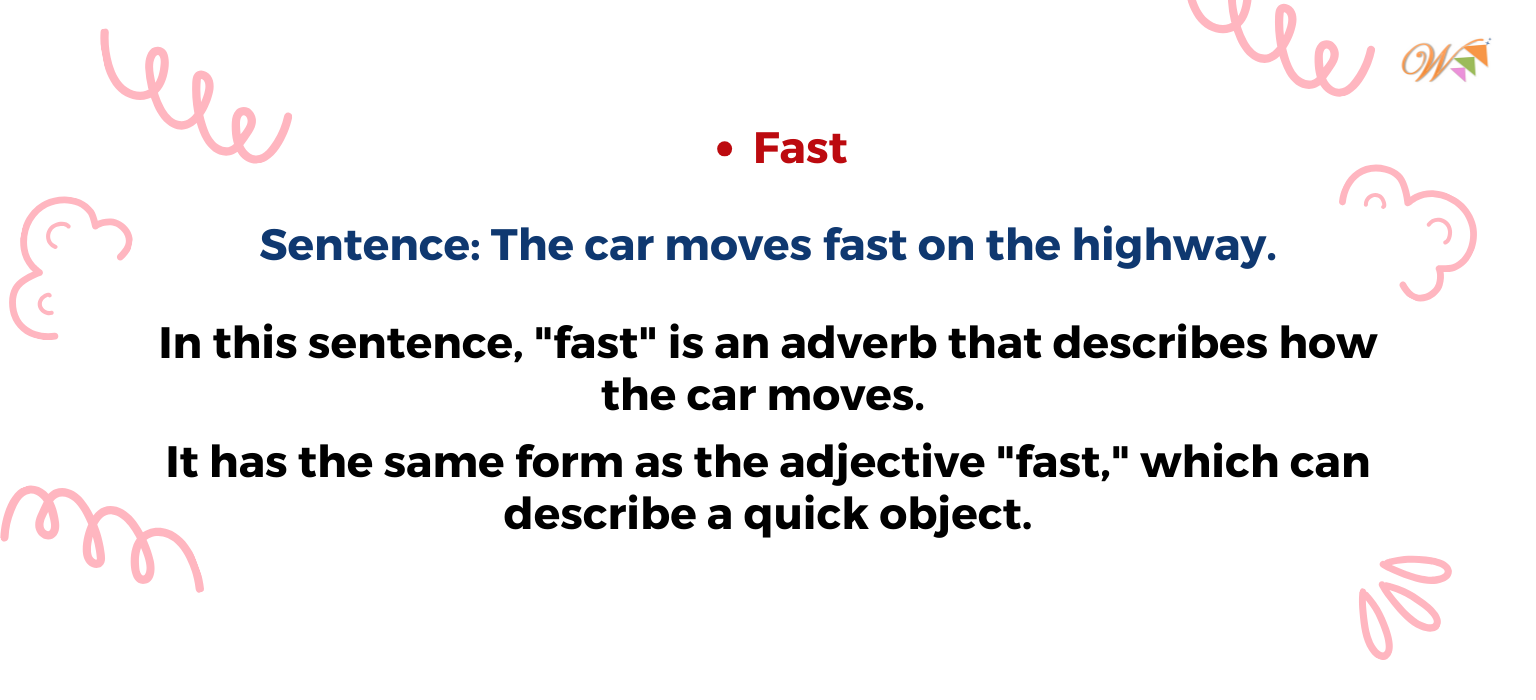 W
• Fast
Sentence: The car moves fast on the highway.
In this sentence, "fast" is an adverb that describes how
the car moves.
It has the same form as the adjective "fast," which can
describe a quick object.